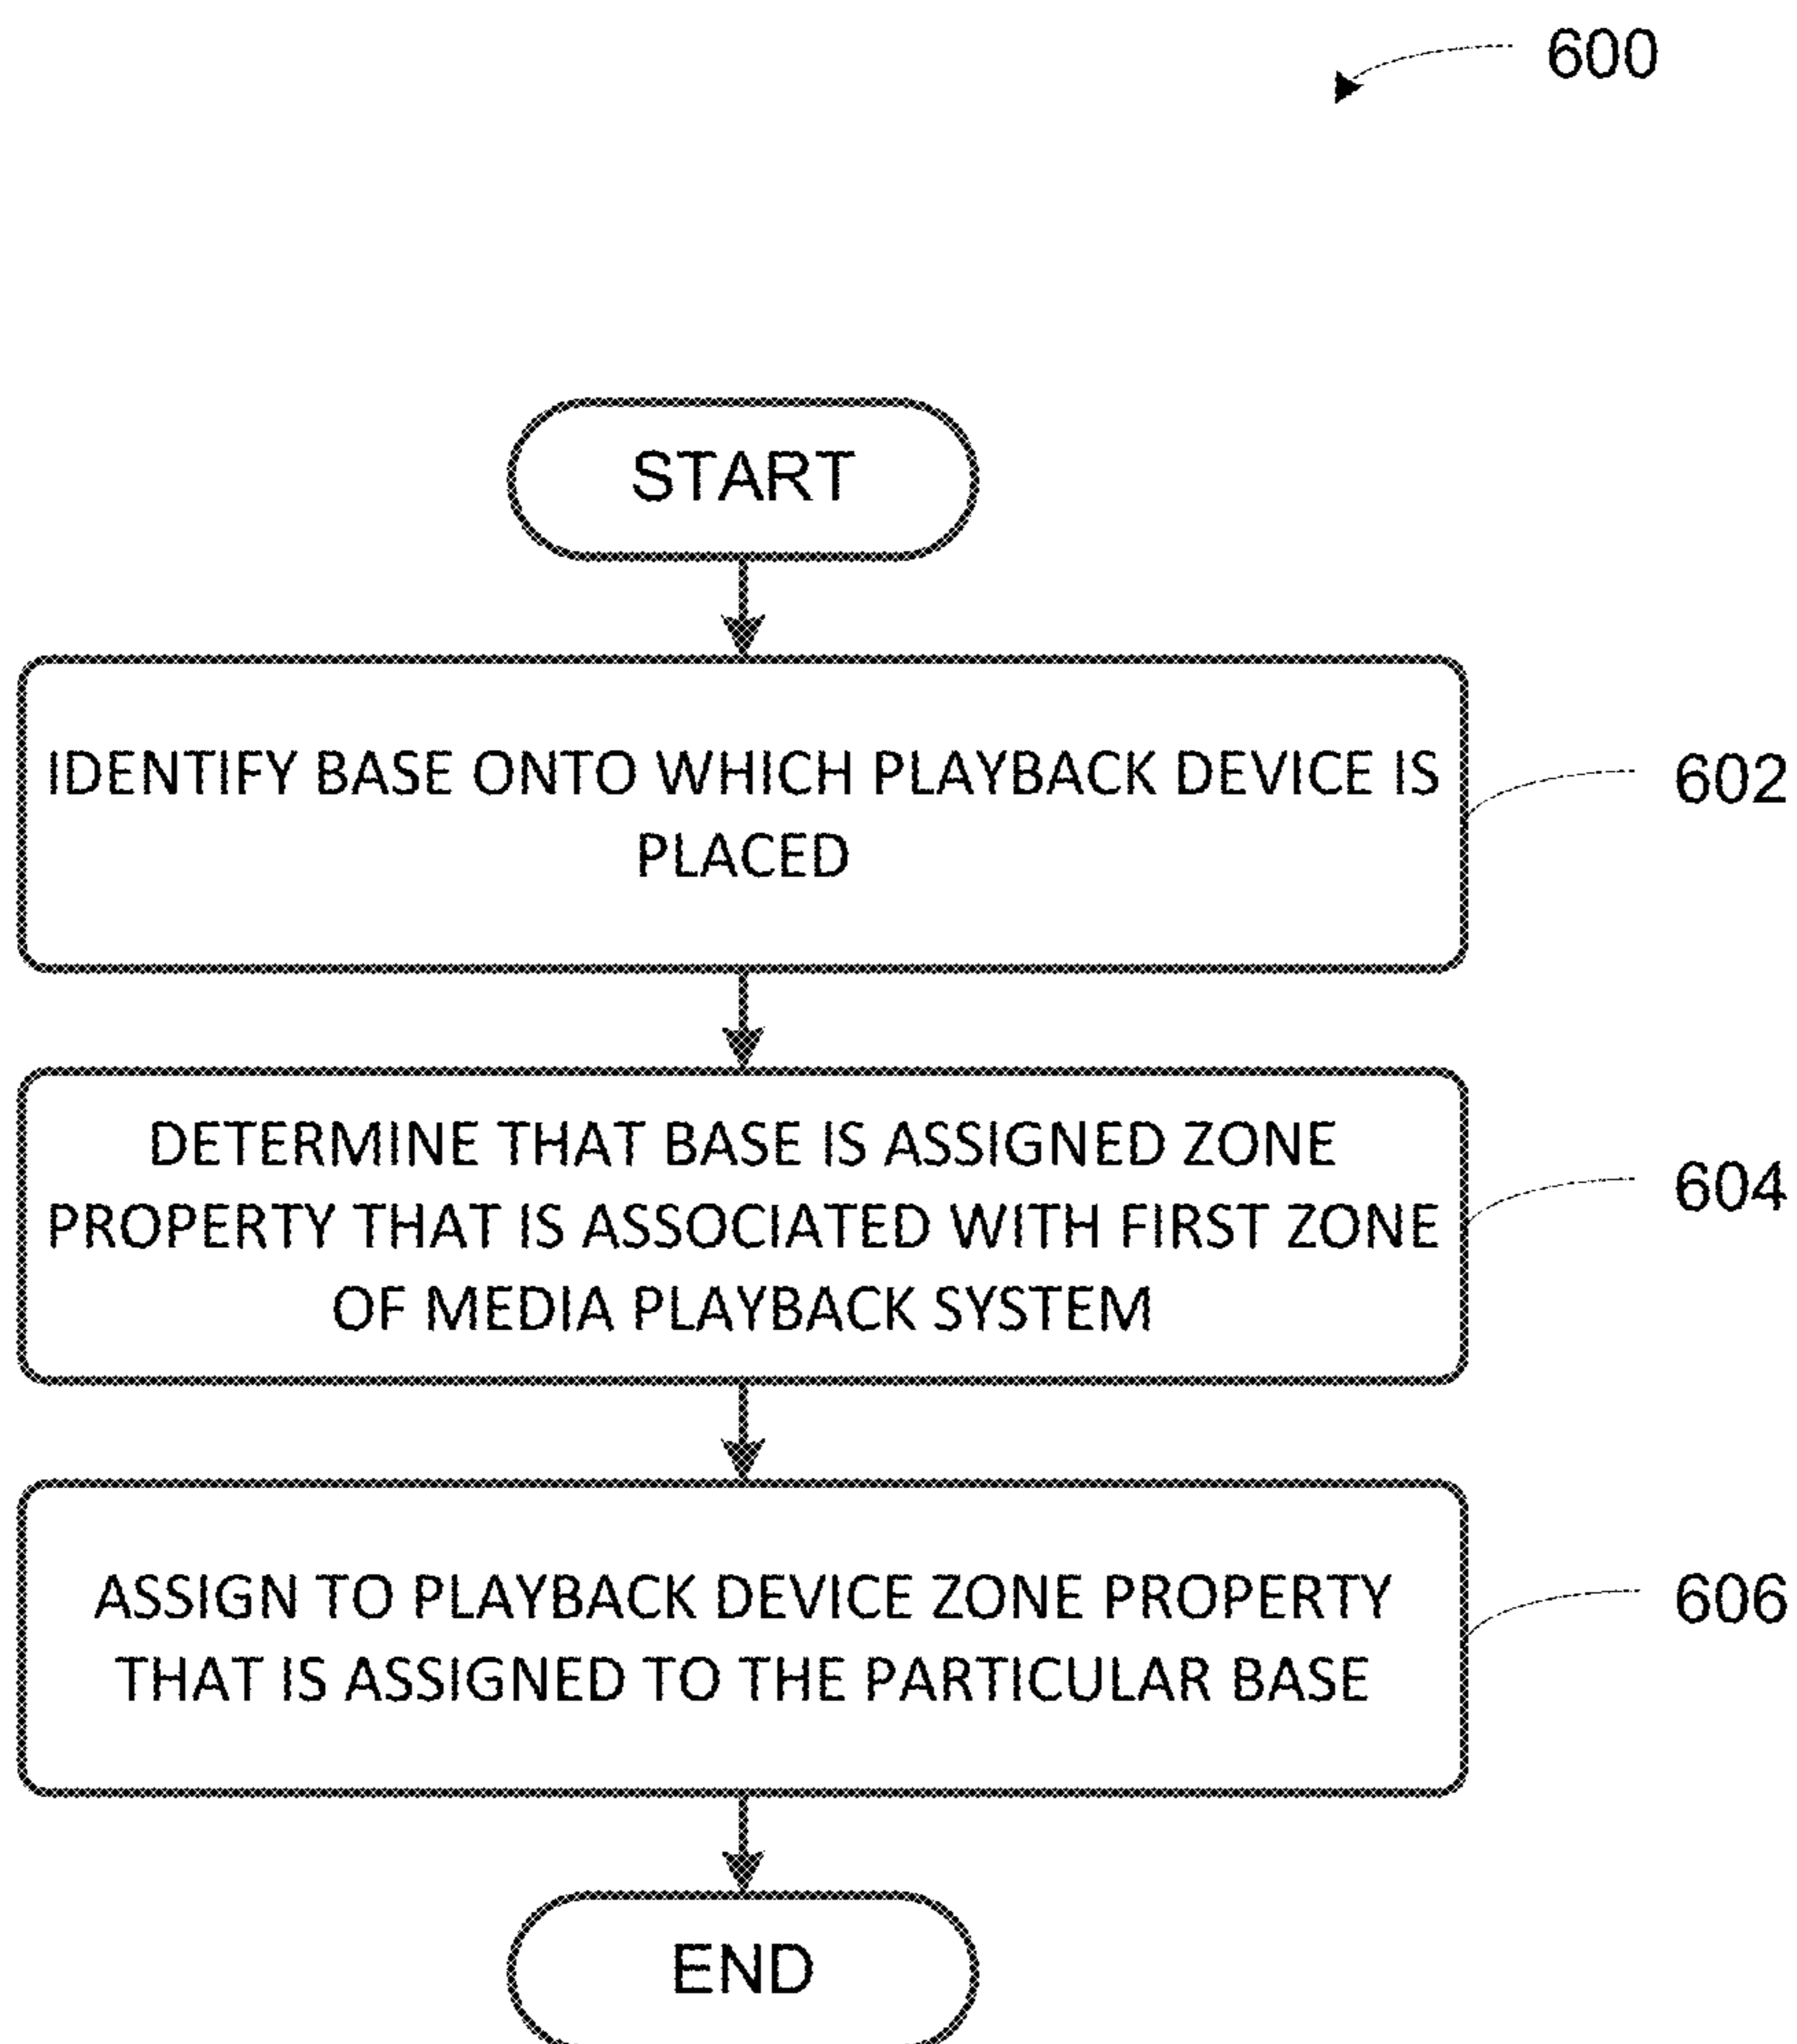 600
START
IDENTIFY BASE ONTO WHICH PLAYBACK DEVICE IS
PLACED
602
DETERMINE THAT BASE IS ASSIGNED ZONE
PROPERTY THAT IS ASSOCIATED WITH FIRST ZONE
OF MEDIA PLAYBACK SYSTEM
604
ASSIGN TO PLAYBACK DEVICE ZONE PROPERTY
THAT IS ASSIGNED TO THE PARTICULAR BASE
606
END